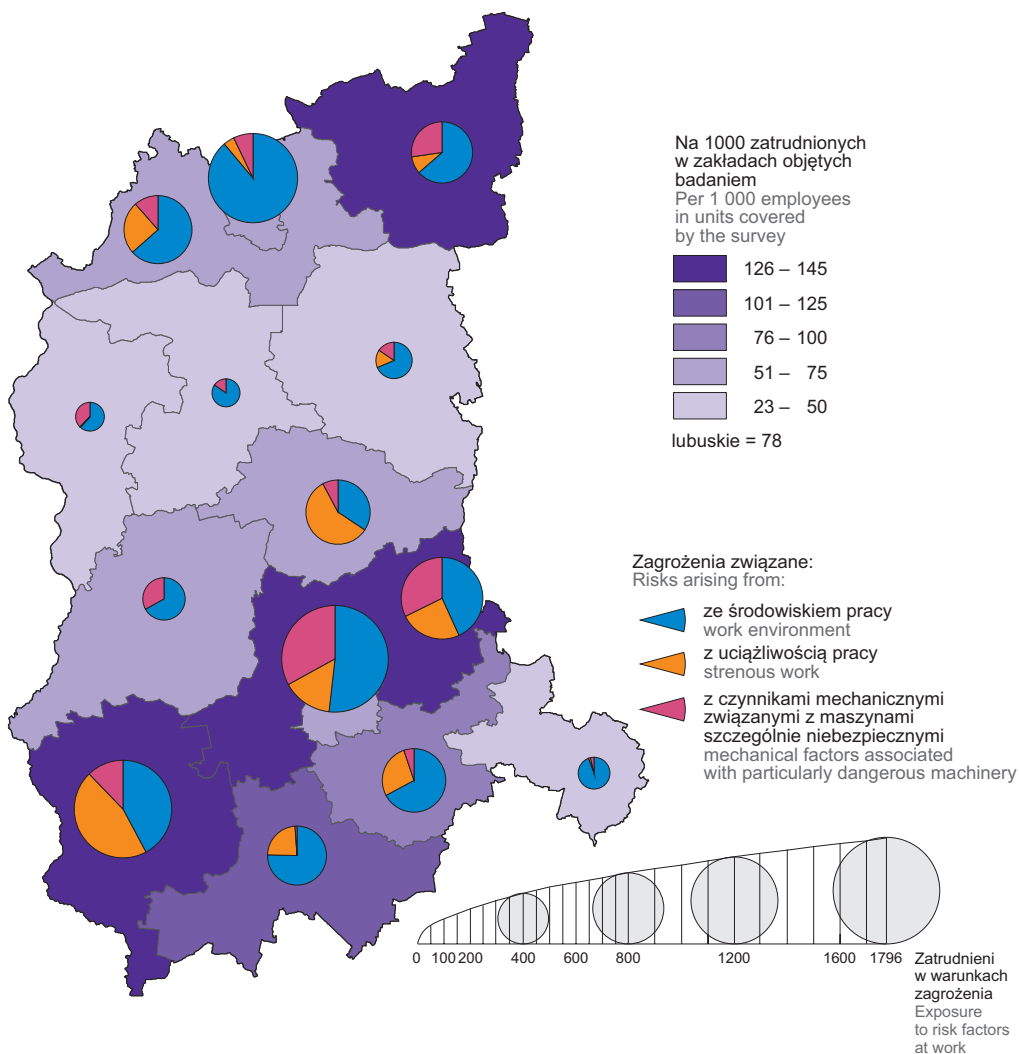 Na 1000 zatrudnionych
w zakładach objętych
badaniem
Per 1 000 employees
in units covered
by the survey
126 – 145
101 – 125
76 – 100
51 – 75
23 – 50
lubuskie = 78
Zagrożenia związane:
Risks arising from:
ze środowiskiem pracy
work environment
z uciążliwością pracy
strenous work
z czynnikami mechanicznymi
związanymi z maszynami
szczególnie niebezpiecznymi
mechanical factors associated
with particularly dangerous machinery
0 100 200 400 600 800 1200 1600 1796
Zatrudnieni
w warunkach
zagrożenia
Exposure
to risk factors
at work